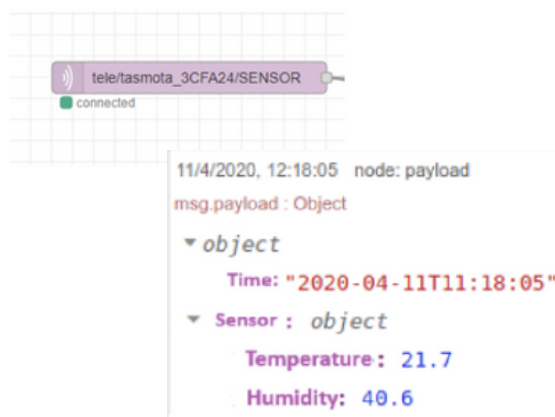 tele/tasmota_3CFA24/SENSOR
connected
11/4/2020, 12:18:05 node: payload
msg.payload : Object
object
Time: "2020-04-11T11:18:05"
Sensor : object
Temperature : 21.7
Humidity: 40.6